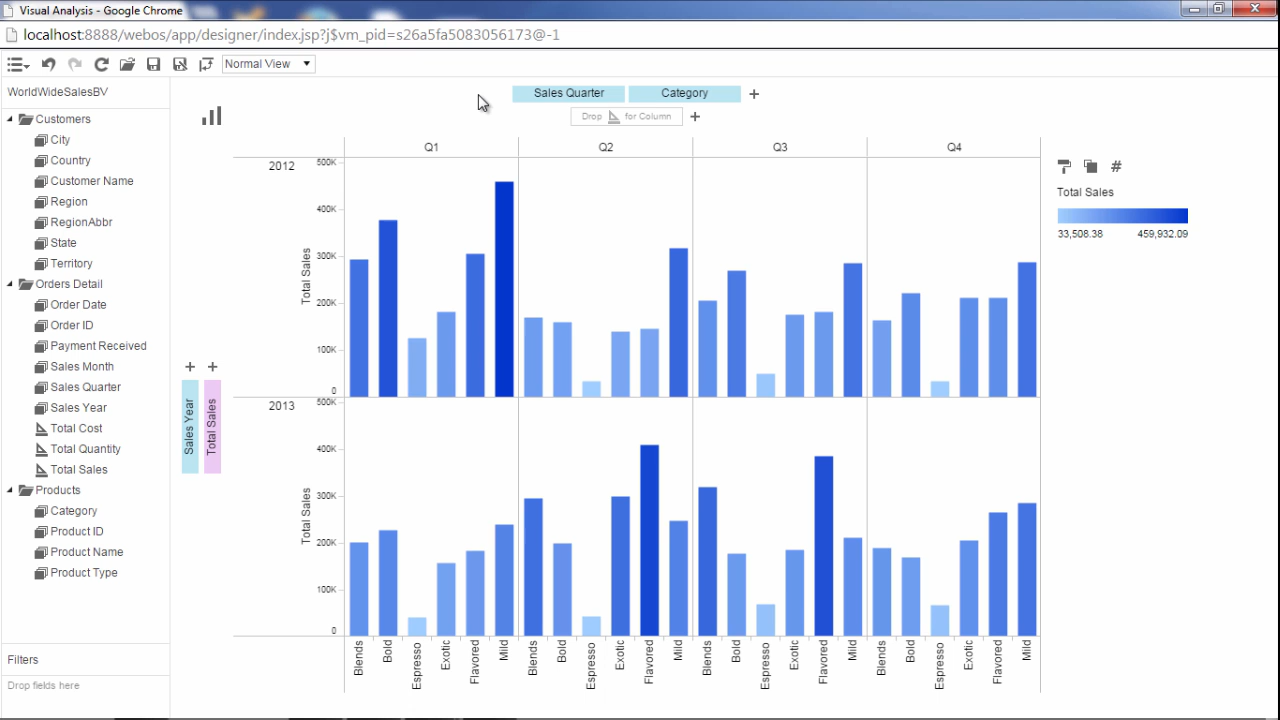 Visual Analysis - Google Chrome
localhost:8888/webos/app/designer/index.jsp?j$vm_pid=s26a5fa5083056173@-1
Normal View
WorldWideSalesBV
Customers
City
Country
Customer Name
Region
RegionAbbr
State
Territory
Orders Detail
Order Date
Order ID
Payment Received
Sales Month
Sales Quarter
Sales Year
Total Cost
Total Quantity
Total Sales
Products
Category
Product ID
Product Name
Product Type
Filters
Drop fields here
Sales Quarter Category +
Drop for Column +
+ +
Sales Year
Total Sales
Q1 Q2 Q3 Q4
2012
Total Sales
500K
400K
300K
200K
100K
0
2013
Total Sales
500K
400K
300K
200K
100K
0
Blends Bold Espresso Exotic Flavored Mild Blends Bold Espresso Exotic Flavored Mild Blends Bold Espresso Exotic Flavored Mild Blends Bold Espresso Exotic Flavored Mild
#
Total Sales
33,508.38 459,932.09